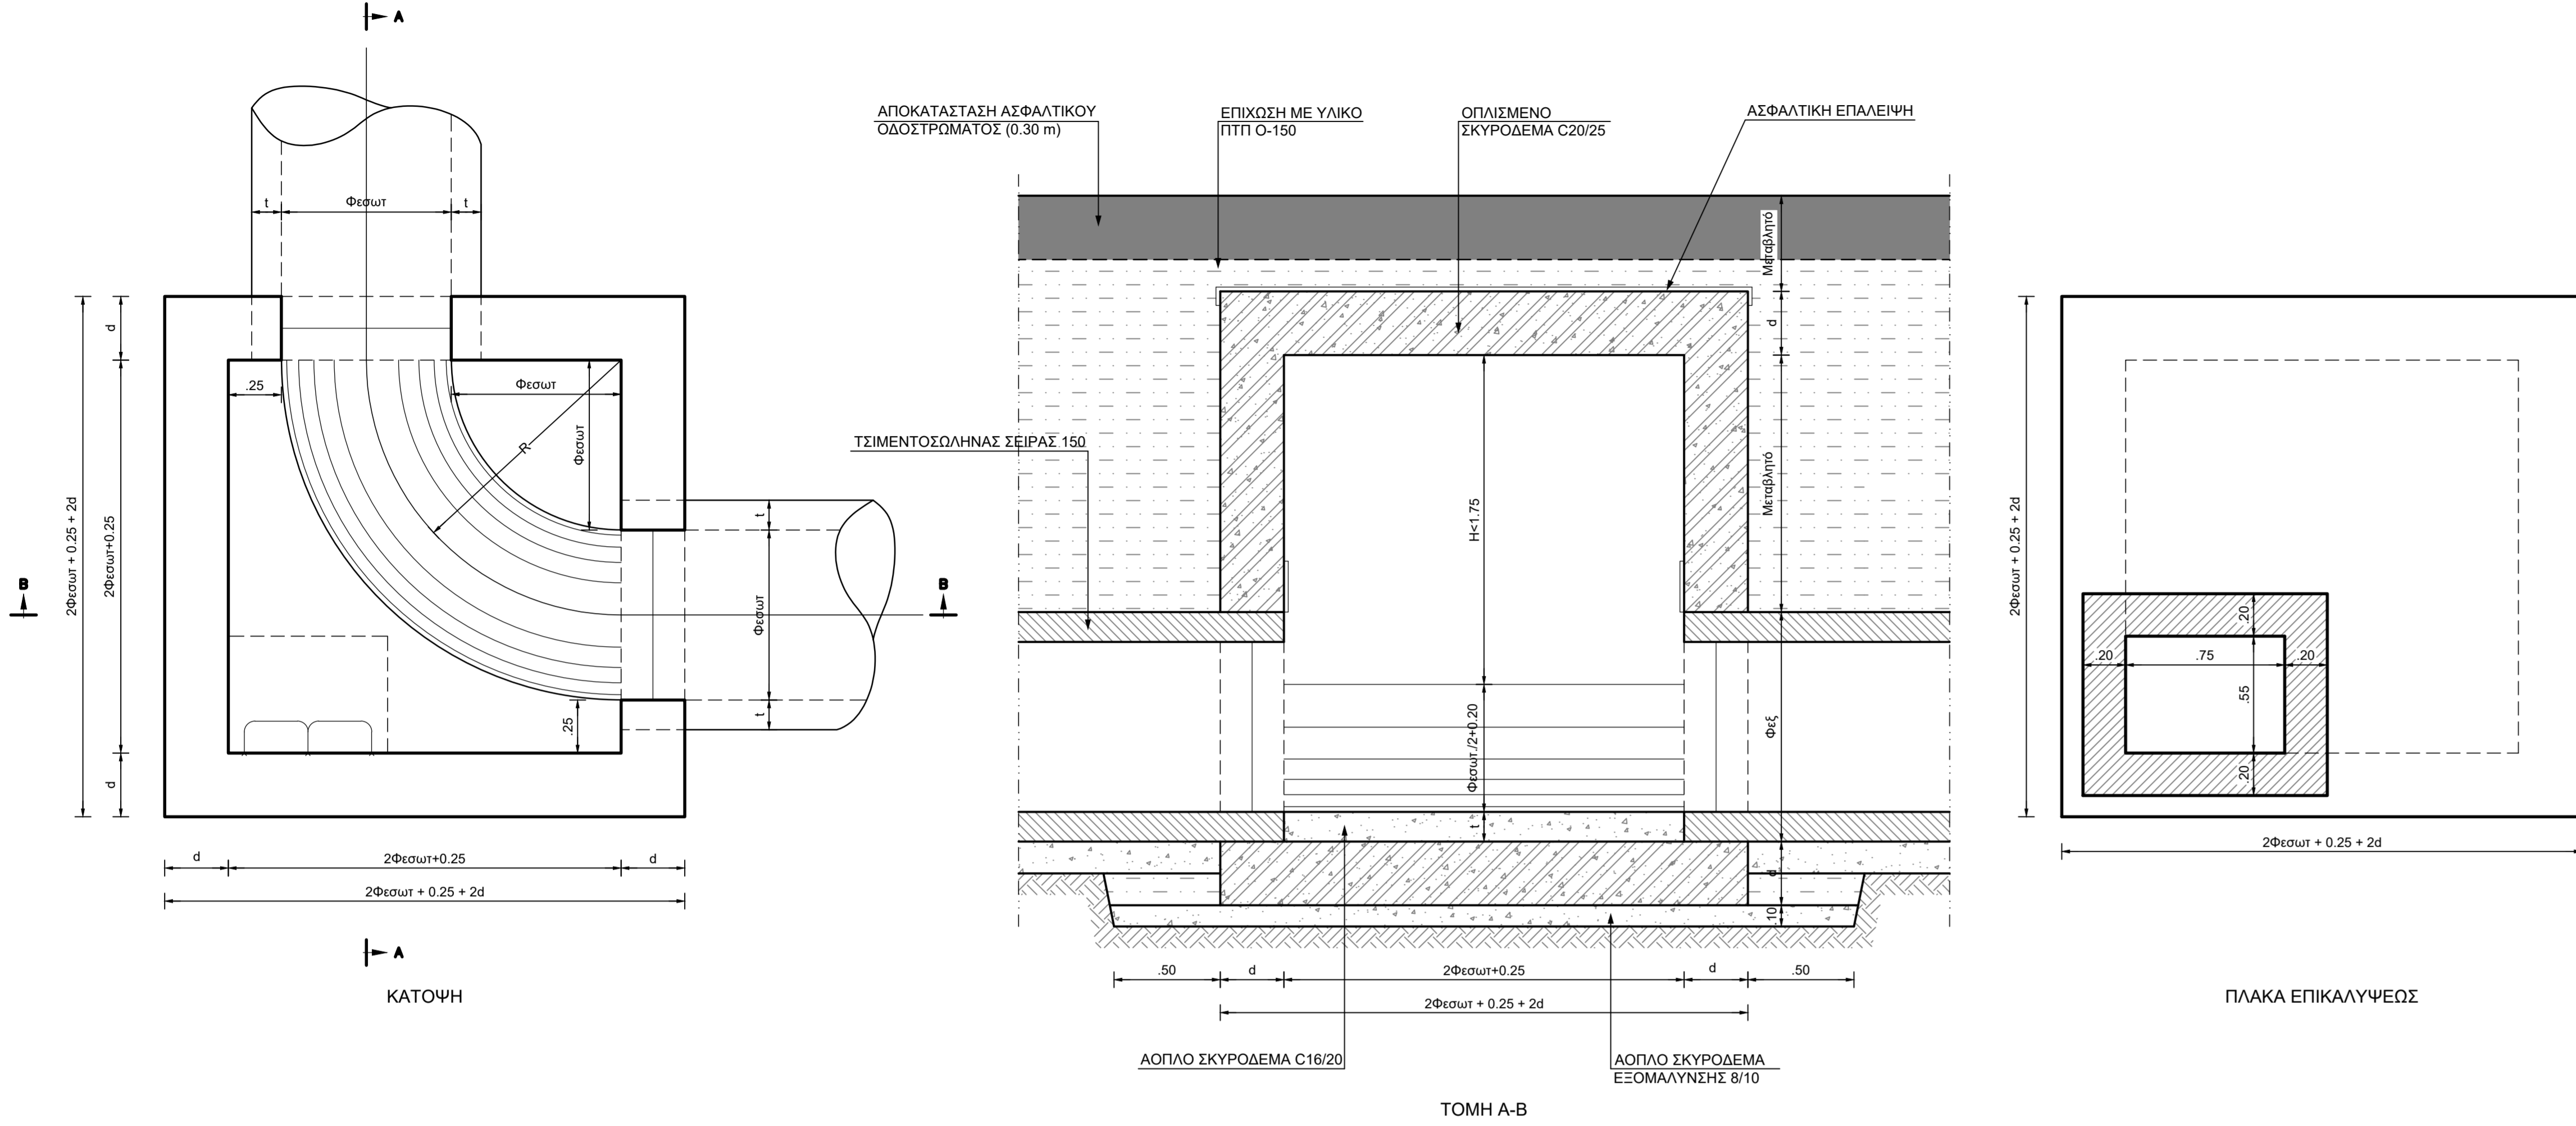 A
t
Φεσωτ
t
d
.25
Φεσωτ
Φεσωτ
R
2Φεσωτ + 0.25 + 2d
2Φεσωτ+0.25
t
Φεσωτ
t
.25
d
B
B
d
2Φεσωτ+0.25
d
2Φεσωτ + 0.25 + 2d
A
ΚΑΤΟΨΗ
ΑΠΟΚΑΤΑΣΤΑΣΗ ΑΣΦΑΛΤΙΚΟΥ
ΟΔΟΣΤΡΩΜΑΤΟΣ (0.30 m)
ΕΠΙΧΩΣΗ ΜΕ ΥΛΙΚΟ
ΠΤΠ Ο-150
ΟΠΛΙΣΜΕΝΟ
ΣΚΥΡΟΔΕΜΑ C20/25
ΑΣΦΑΛΤΙΚΗ ΕΠΑΛΕΙΨΗ
ΤΣΙΜΕΝΤΟΣΩΛΗΝΑΣ ΣΕΙΡΑΣ 150
Μεταβλητό
d
Μεταβλητό
H<1.75
Φεσωτ./2+0.20
Φεξ
t
d
.10
.50
d
2Φεσωτ+0.25
d
.50
2Φεσωτ + 0.25 + 2d
ΑΟΠΛΟ ΣΚΥΡΟΔΕΜΑ C16/20
ΑΟΠΛΟ ΣΚΥΡΟΔΕΜΑ
ΕΞΟΜΑΛΥΝΣΗΣ 8/10
ΤΟΜΗ Α-Β
2Φεσωτ + 0.25 + 2d
.20
.20
.75
.20
.55
.20
2Φεσωτ + 0.25 + 2d
ΠΛΑΚΑ ΕΠΙΚΑΛΥΨΕΩΣ